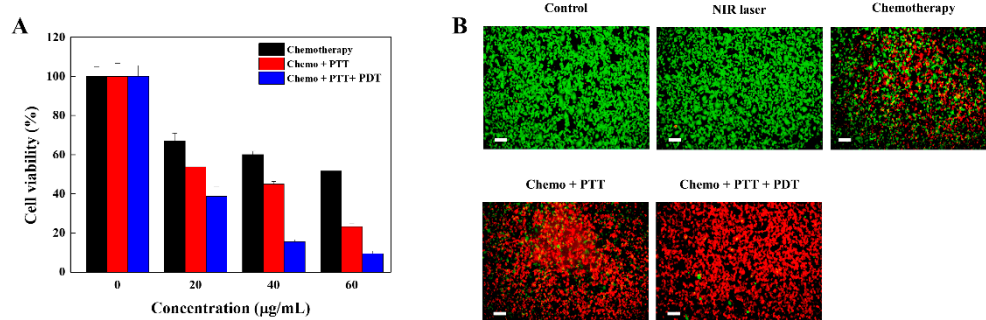 A
Cell viability (%)
120
100
80
60
40
20
0
Chemotherapy
Chemo + PTT
Chemo + PTT+ PDT
0
20
40
60
Concentration (μg/mL)
B
Control
NIR laser
Chemotherapy
Chemo + PTT
Chemo + PTT + PDT